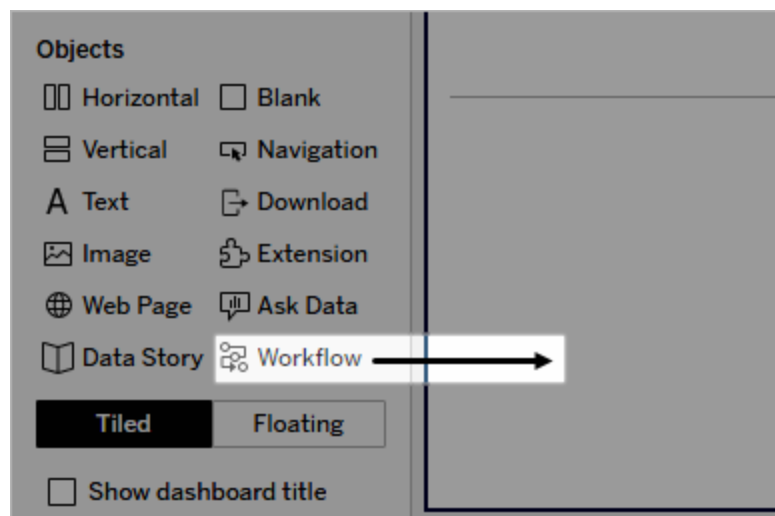 Objects
Horizontal Blank
Vertical Navigation
Text Download
Image Extension
Web Page Ask Data
Data Story Workflow
Tiled Floating
Show dashboard title